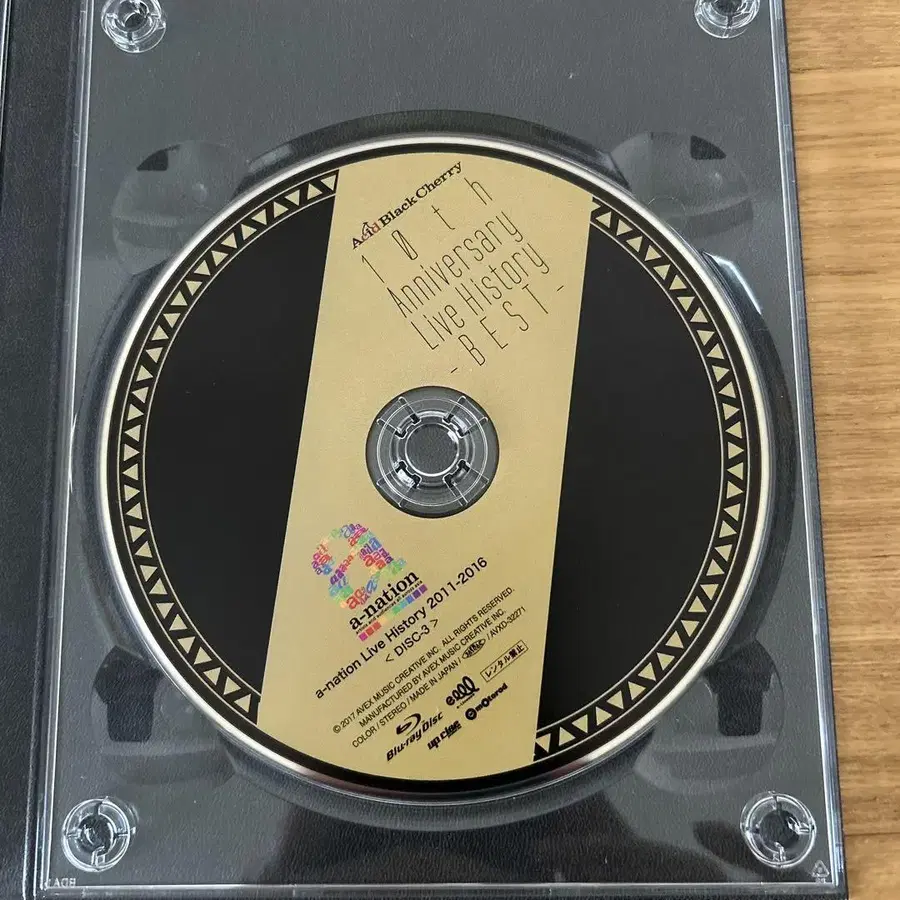 Acid Black Cherry
10th
Anniversary
Live History
-BEST-
a-nation
a-nation Live History 2011-2016
< DISC-3 >
© 2017 AVEX MUSIC CREATIVE INC. ALL RIGHTS RESERVED.
MANUFACTURED BY AVEX MUSIC CREATIVE INC.
COLOR / STEREO / MADE IN JAPAN / / AVXD-32271
レンタル禁止
Blu-ray Disc